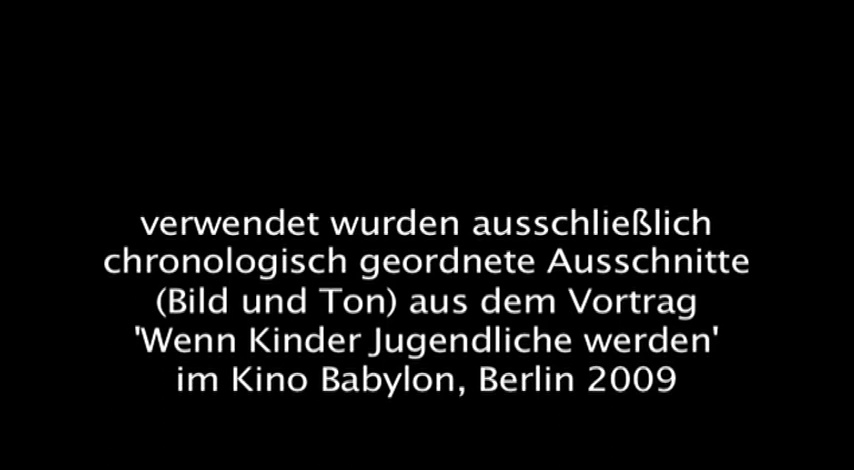 verwendet wurden ausschließlich
chronologisch geordnete Ausschnitte
(Bild und Ton) aus dem Vortrag
'Wenn Kinder Jugendliche werden'
im Kino Babylon, Berlin 2009